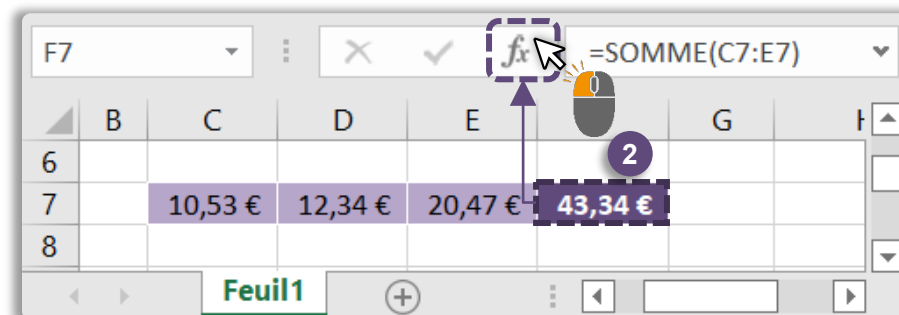 F7 fx =SOMME(C7:E7)
B C D E G
2
6
7 10,53 € 12,34 € 20,47 € 43,34 €
8
Feuil1